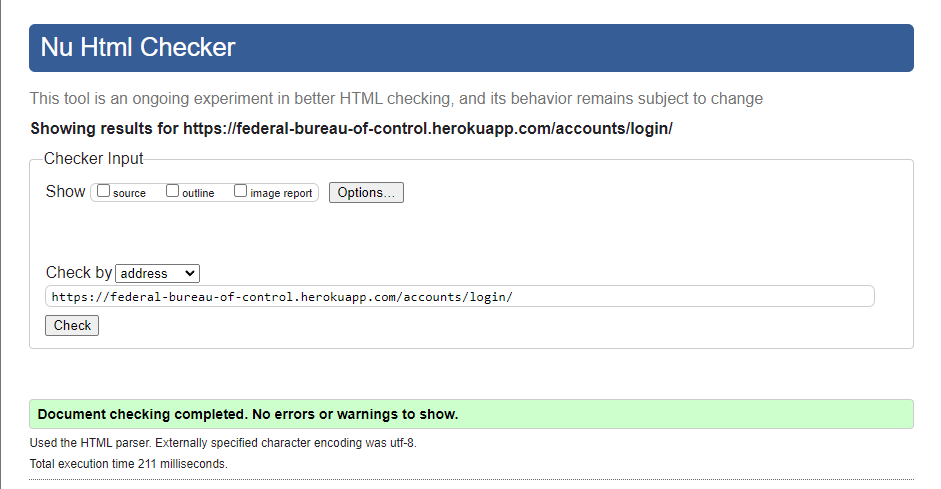 Nu Html Checker
This tool is an ongoing experiment in better HTML checking, and its behavior remains subject to change
Showing results for https://federal-bureau-of-control.herokuapp.com/accounts/login/
Checker Input
Show source outline image report Options...
Check by address
https://federal-bureau-of-control.herokuapp.com/accounts/login/
Check
Document checking completed. No errors or warnings to show.
Used the HTML parser. Externally specified character encoding was utf-8.
Total execution time 211 milliseconds.